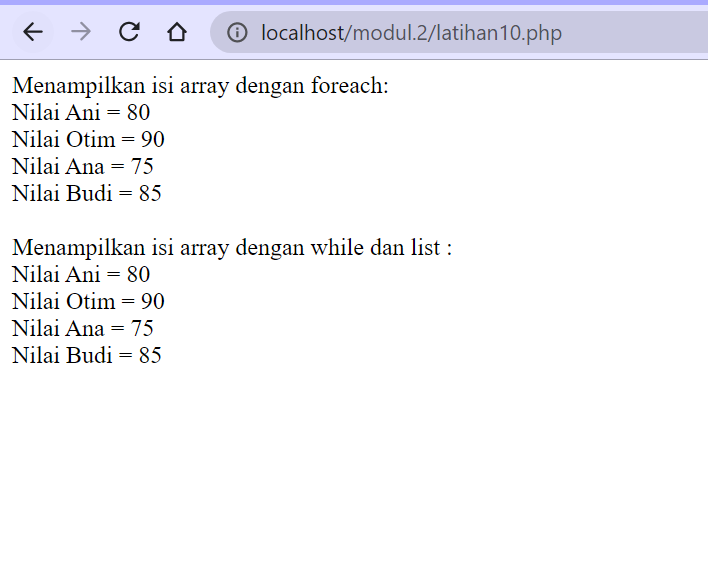 localhost/modul.2/latihan10.php
Menampilkan isi array dengan foreach:
Nilai Ani = 80
Nilai Otim = 90
Nilai Ana = 75
Nilai Budi = 85
Menampilkan isi array dengan while dan list :
Nilai Ani = 80
Nilai Otim = 90
Nilai Ana = 75
Nilai Budi = 85